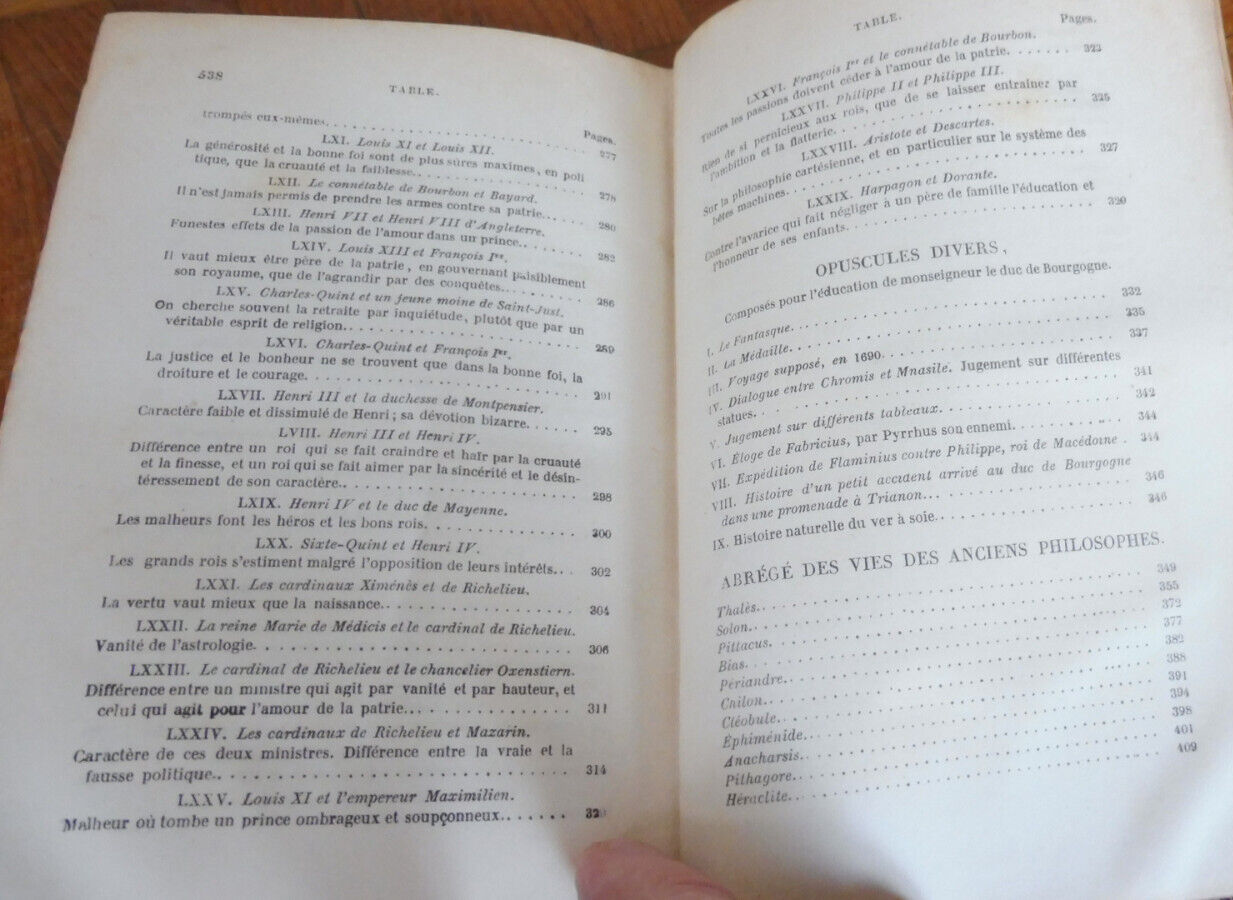 538
TABLE.
Pages.
trompés eux-mêmes. 277
LXI. Louis XI et Louis XII.
La générosité et la bonne foi sont de plus sûres maximes, en poli
tique, que la cruauté et la faiblesse. 278
LXII. Le connétable de Bourbon et Bayard.
Il n'est jamais permis de prendre les armes contre sa patrie. 280
LXIII. Henri VII et Henri VIII d'Angleterre.
Funestes effets de la passion de l'amour dans un prince. 282
LXIV. Louis XIII et François Ier.
Il vaut mieux être père de la patrie, en gouvernant paisiblement
son royaume, que de l'agrandir par des conquêtes. 286
LXV. Charles-Quint et un jeune moine de Saint-Just.
On cherche souvent la retraite par inquiétude, plutôt que par un
véritable esprit de religion. 289
LXVI. Charles-Quint et François Ier.
La justice et le bonheur ne se trouvent que dans la bonne foi, la
droiture et le courage. 291
LXVII. Henri III et la duchesse de Montpensier.
Caractère faible et dissimulé de Henri; sa dévotion bizarre. 295
LVIII. Henri III et Henri IV.
Différence entre un roi qui se fait craindre et haïr par la cruauté
et la finesse, et un roi qui se fait aimer par la sincérité et le désin-
téressement de son caractère. 298
LXIX. Henri IV et le duc de Mayenne.
Les malheurs font les héros et les bons rois. 300
LXX. Sixte-Quint et Henri IV.
Les grands rois s'estiment malgré l'opposition de leurs intérêts. 302
LXXI. Les cardinaux Ximénès et de Richelieu.
La vertu vaut mieux que la naissance. 304
LXXII. La reine Marie de Médicis et le cardinal de Richelieu.
Vanité de l'astrologie. 306
LXXIII. Le cardinal de Richelieu et le chancelier Oxenstiern.
Différence entre un ministre qui agit par vanité et par hauteur, et
celui qui agit pour l'amour de la patrie. 311
LXXIV. Les cardinaux de Richelieu et Mazarin.
Caractère de ces deux ministres. Différence entre la vraie et la
fausse politique. 314
LXXV. Louis XI et l'empereur Maximilien.
Malheur où tombe un prince ombrageux et soupçonneux. 320
TABLE.
Pages.
LXXVI. François Ier et le connétable de Bourbon.
Toutes les passions doivent céder à l'amour de la patrie. 323
LXXVII. Philippe II et Philippe III.
Rien de si pernicieux aux rois, que de se laisser entraîner par
l'ambition et la flatterie. 325
LXXVIII. Aristote et Descartes.
Sur la philosophie cartésienne, et en particulier sur le système des
bêtes machines. 327
LXXIX. Harpagon et Dorante.
Contre l'avarice qui fait négliger à un père de famille l'éducation et
l'honneur de ses enfants. 320
OPUSCULES DIVERS,
Composés pour l'éducation de monseigneur le duc de Bourgogne.
I. Le Fantasque. 332
II. La Médaille. 335
III. Voyage supposé, en 1690. 337
IV. Dialogue entre Chromis et Mnasile. Jugement sur différentes
statues. 341
V. Jugement sur différents tableaux. 342
VI. Éloge de Fabricius, par Pyrrhus son ennemi. 344
VII. Expédition de Flaminius contre Philippe, roi de Macédoine. 344
VIII. Histoire d'un petit accident arrivé au duc de Bourgogne
dans une promenade à Trianon. 346
IX. Histoire naturelle du ver à soie. 346
ABRÉGÉ DES VIES DES ANCIENS PHILOSOPHES.
Thalès. 349
Solon. 355
Pittacus. 372
Bias. 377
Périandre. 382
Chilon. 388
Cléobule. 391
Éphiménide. 394
Anacharsis. 398
Pithagore. 401
Héraclite. 409